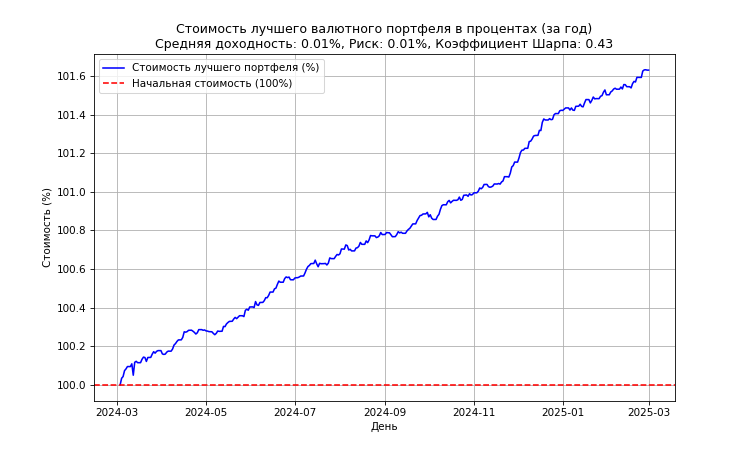 Стоимость лучшего валютного портфеля в процентах (за год)
Средняя доходность: 0.01%, Риск: 0.01%, Коэффициент Шарпа: 0.43
Стоимость лучшего портфеля (%)
Начальная стоимость (100%)
Стоимость (%)
101.6
101.4
101.2
101.0
100.8
100.6
100.4
100.2
100.0
2024-03
2024-05
2024-07
2024-09
2024-11
2025-01
2025-03
День